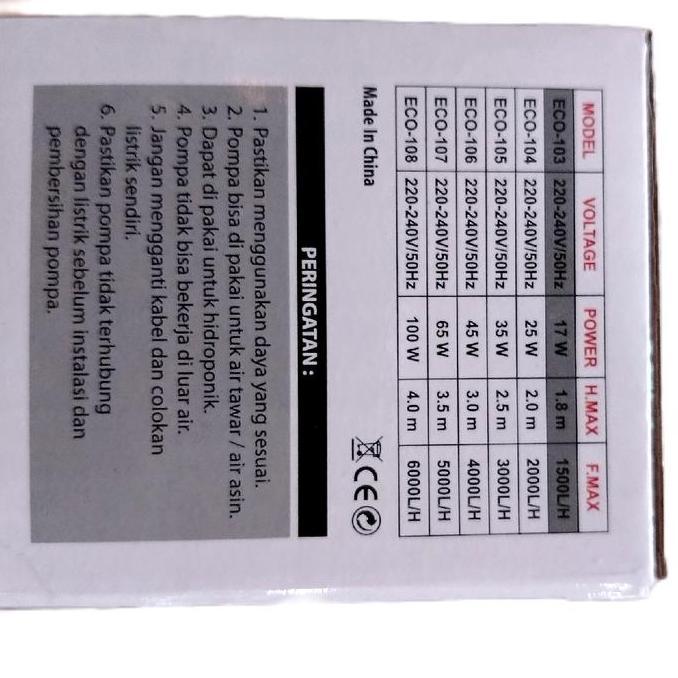 MODEL VOLTAGE POWER H.MAX F.MAX
ECO-103 220-240V/50Hz 17 W 1.8 m 1500L/H
ECO-104 220-240V/50Hz 25 W 2.0 m 2000L/H
ECO-105 220-240V/50Hz 35 W 2.5 m 3000L/H
ECO-106 220-240V/50Hz 45 W 3.0 m 4000L/H
ECO-107 220-240V/50Hz 65 W 3.5 m 5000L/H
ECO-108 220-240V/50Hz 100 W 4.0 m 6000L/H
Made In China CE
PERINGATAN :
1. Pastikan menggunakan daya yang sesuai.
2. Pompa bisa di pakai untuk air tawar / air asin.
3. Dapat di pakai untuk hidroponik.
4. Pompa tidak bisa bekerja di luar air.
5. Jangan mengganti kabel dan colokan
listrik sendiri.
6. Pastikan pompa tidak terhubung
dengan listrik sebelum instalasi dan
pembersihan pompa.